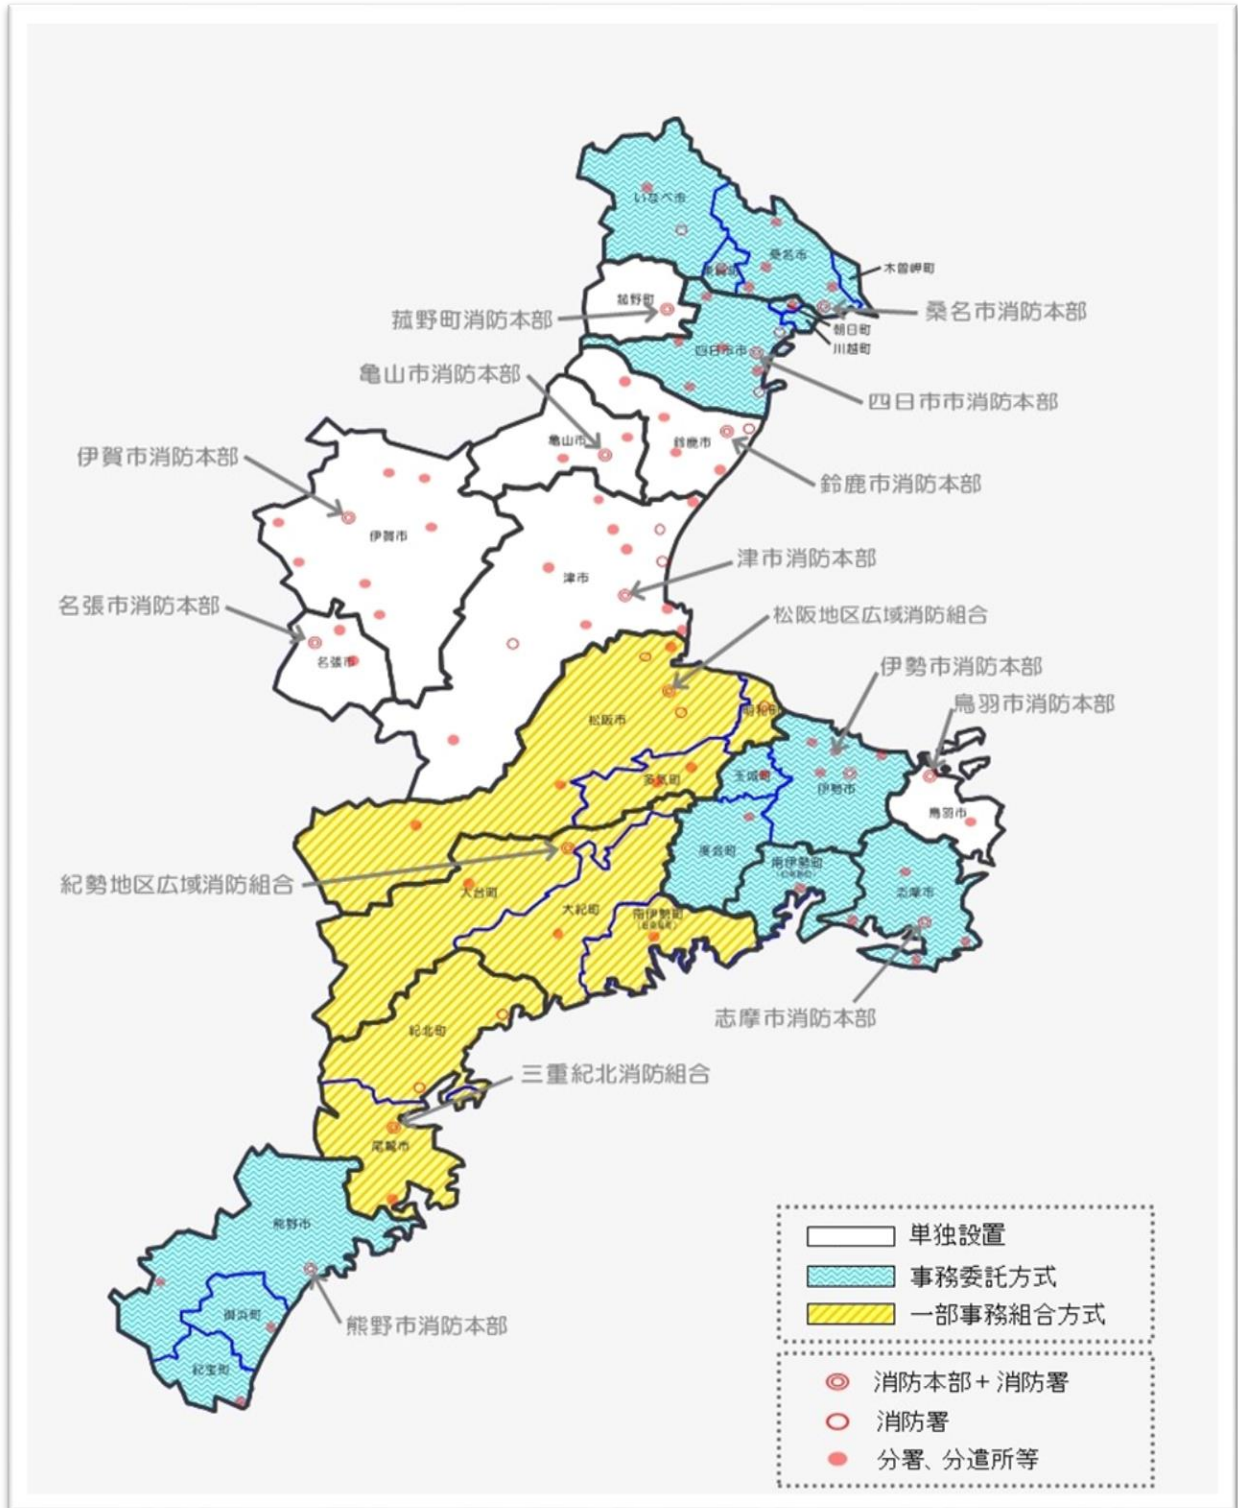 いなべ市
桑名市
東員町
木曽岬町
菰野町
桑名市消防本部
菰野町消防本部
朝日町
川越町
四日市市
亀山市消防本部
四日市市消防本部
亀山市
鈴鹿市
伊賀市消防本部
鈴鹿市消防本部
伊賀市
津市消防本部
津市
名張市消防本部
松阪地区広域消防組合
名張市
伊勢市消防本部
鳥羽市消防本部
松阪市
明和町
玉城町
多気町
伊勢市
鳥羽市
度会町
南伊勢町
紀勢地区広域消防組合
大台町
志摩市
大紀町
南伊勢町
志摩市消防本部
紀北町
三重紀北消防組合
尾鷲市
熊野市
御浜町
熊野市消防本部
紀宝町
単独設置
事務委託方式
一部事務組合方式
消防本部+消防署
消防署
分署、分遣所等